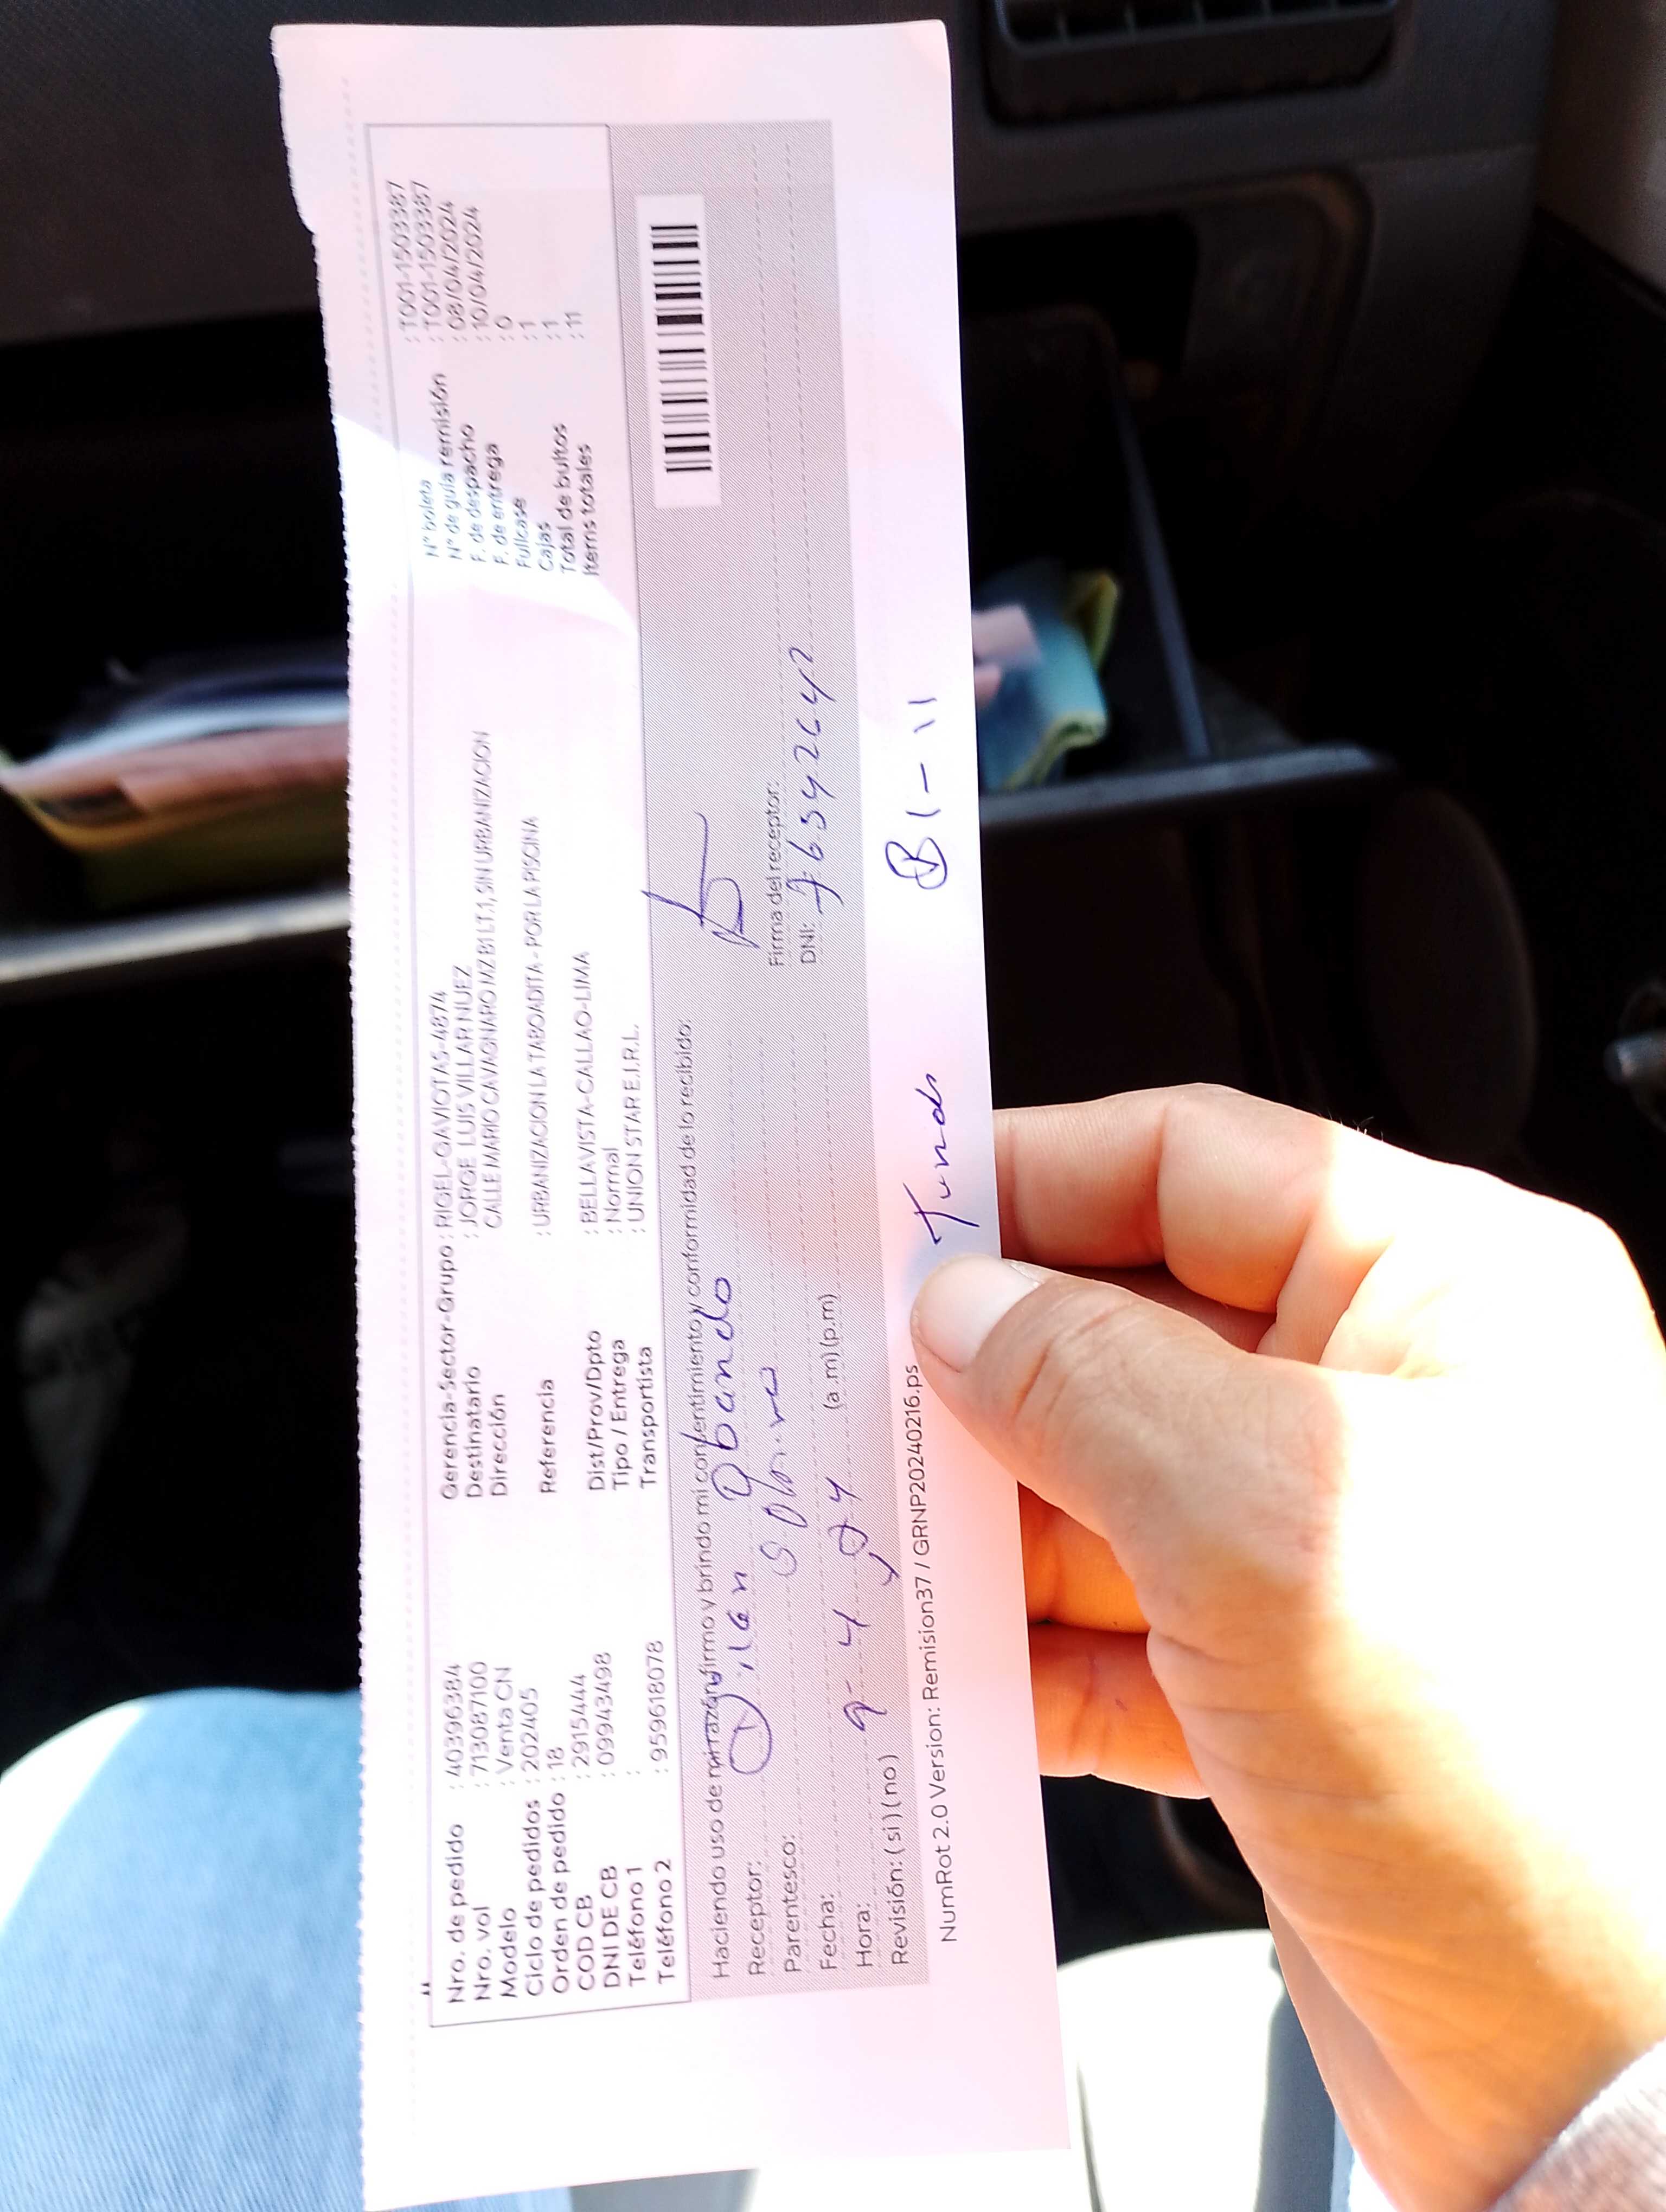 Nro. de pedido : 40396384
Nro. vol : 713087100
Modelo : Venta CN
Ciclo de pedidos : 202405
Orden de pedido : 18
COD CB : 2915444
DNI DE CB : 09943498
Teléfono 1 :
Teléfono 2 : 959618078
Gerencia-Sector-Grupo : RIGEL-GAVIOTAS-4874
Destinatario : JORGE LUIS VILLAR NUEZ
Dirección CALLE MARIO CAVAGNARO MZ B1 LT.1, SIN URBANIZACION
Referencia : URBANIZACION LA TABOADITA - POR LA PISCINA
Dist/Prov/Dpto : BELLAVISTA-CALLAO-LIMA
Tipo / Entrega : Normal
Transportista : UNION STAR E.I.R.L.
N° boleta : T001-1503387
N° de guía remisión : T001-1503387
F. de despacho : 08/04/2024
F. de entrega : 10/04/2024
Fullcase : 0
Cajas : 1
Total de bultos : 1
Items totales : 11
Haciendo uso de mi razón, firmo y brindo mi consentimiento y conformidad de lo recibido:
Receptor: Dilan Obando
Parentesco: Sobrino
Fecha: 9-4
Hora: (a.m) (p.m)
Revisión: (si) (no)
Firma del receptor:
DNI: 76542642
NumRot 2.0 Version: Remision37 / GRNP20240216.ps
B1-11